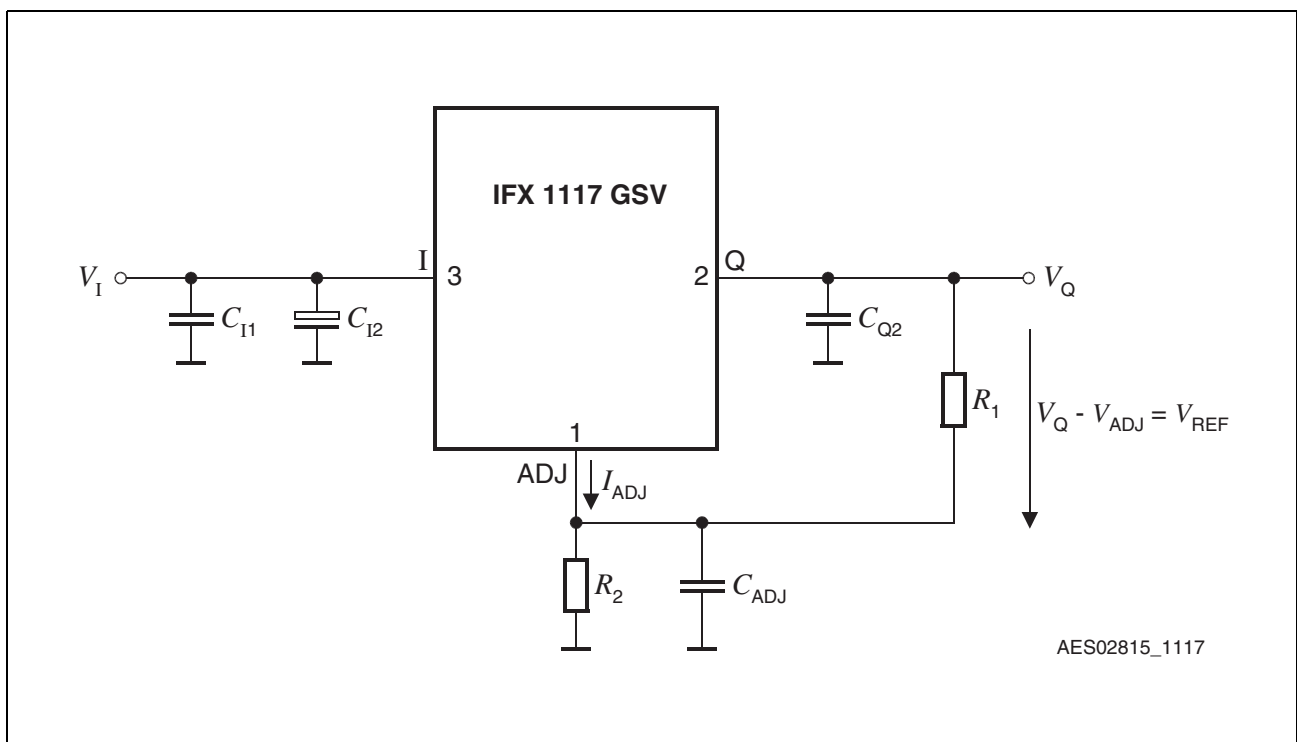 IFX 1117 GSV
V_I
I
3
2
Q
V_Q
C_I1
C_I2
C_Q2
R_1
V_Q - V_ADJ = V_REF
1
ADJ
I_ADJ
R_2
C_ADJ
AES02815_1117